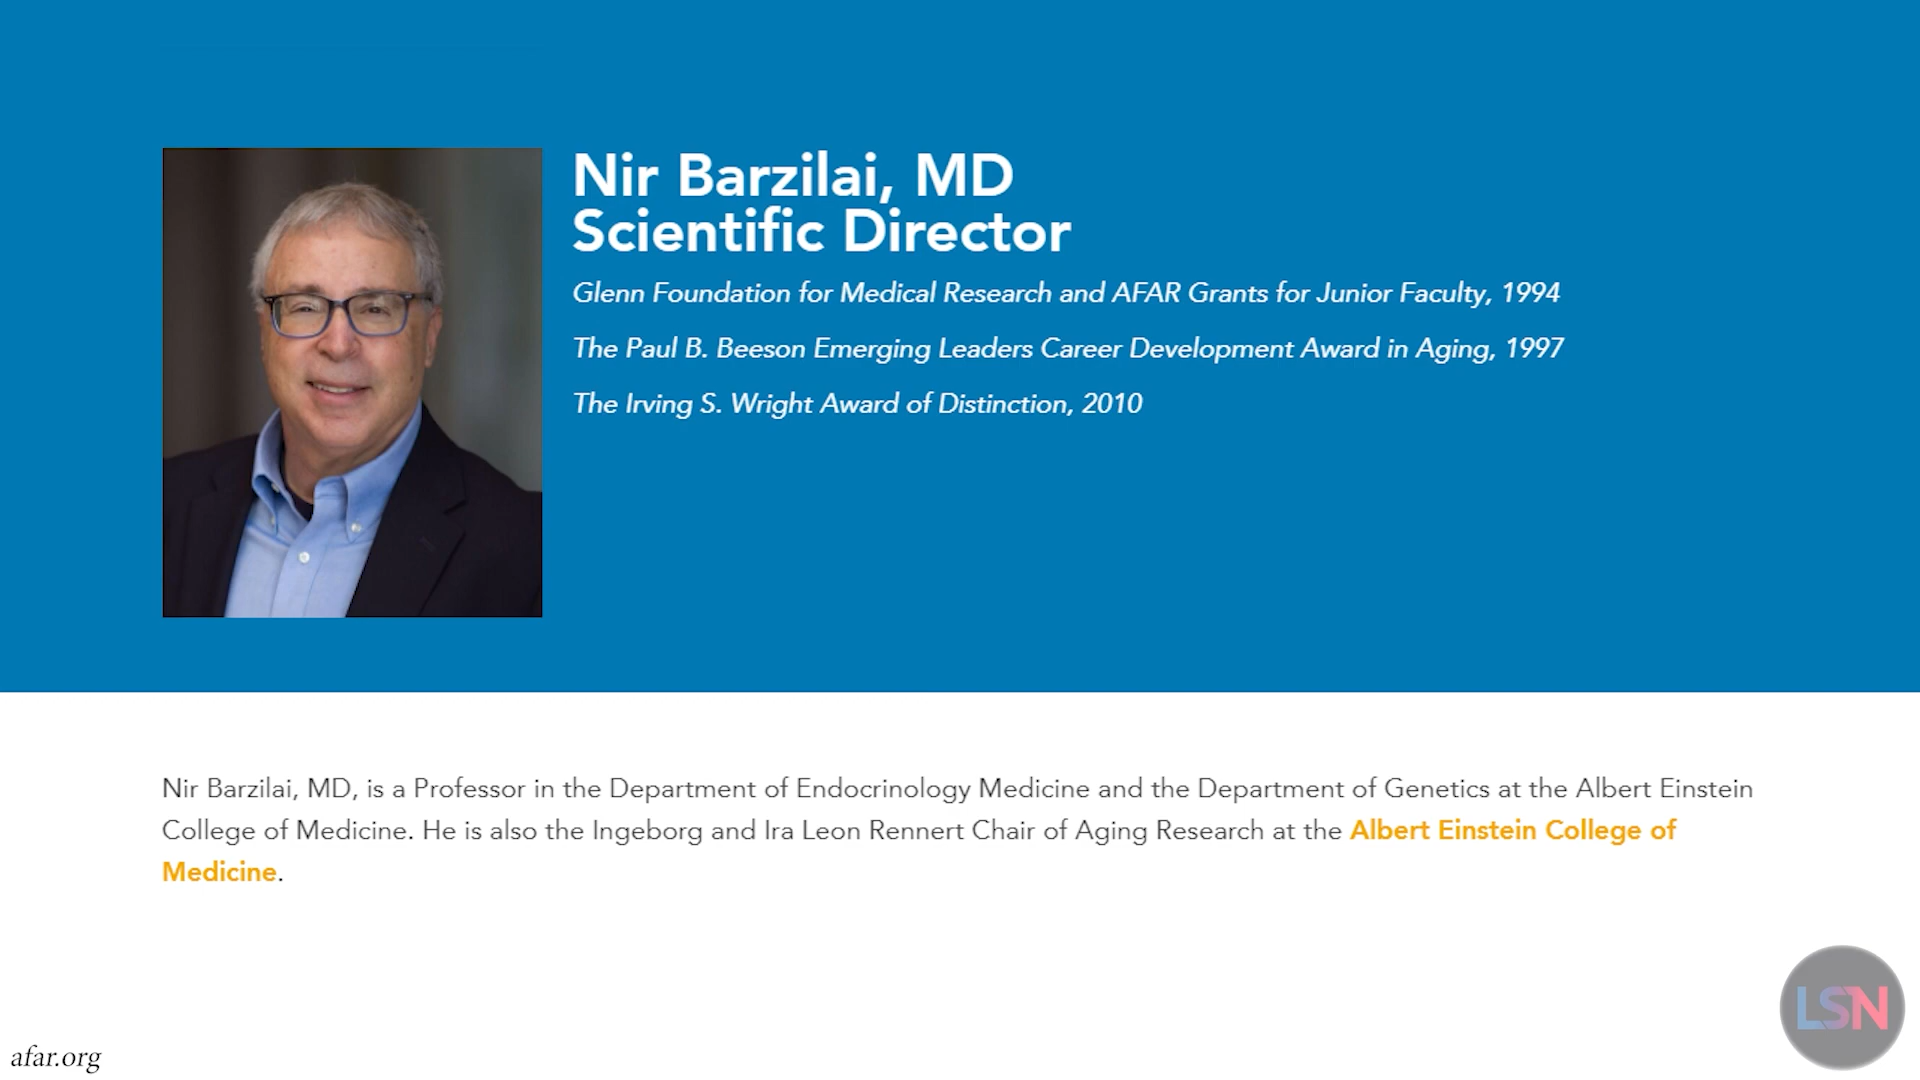 Nir Barzilai, MD
Scientific Director
Glenn Foundation for Medical Research and AFAR Grants for Junior Faculty, 1994
The Paul B. Beeson Emerging Leaders Career Development Award in Aging, 1997
The Irving S. Wright Award of Distinction, 2010
Nir Barzilai, MD, is a Professor in the Department of Endocrinology Medicine and the Department of Genetics at the Albert Einstein
College of Medicine. He is also the Ingeborg and Ira Leon Rennert Chair of Aging Research at the Albert Einstein College of
Medicine.
LSN
afar.org